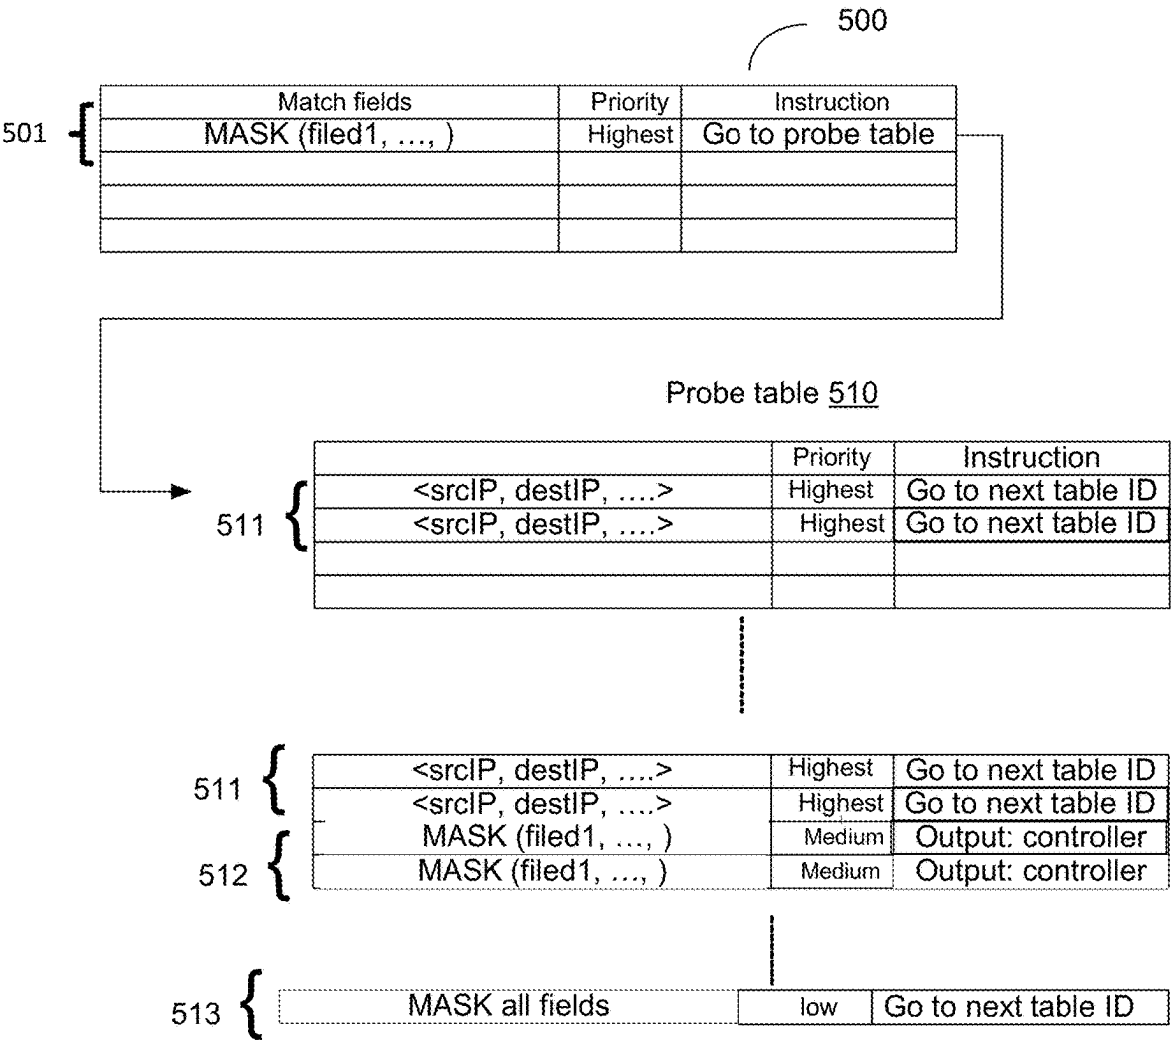 500
Match fields Priority Instruction
501 MASK (filed1, ..., ) Highest Go to probe table
Probe table 510
Priority Instruction
<srcIP, destIP, ....> Highest Go to next table ID
511 <srcIP, destIP, ....> Highest Go to next table ID
511 <srcIP, destIP, ....> Highest Go to next table ID
<srcIP, destIP, ....> Highest Go to next table ID
MASK (filed1, ..., ) Medium Output: controller
512 MASK (filed1, ..., ) Medium Output: controller
513 MASK all fields low Go to next table ID